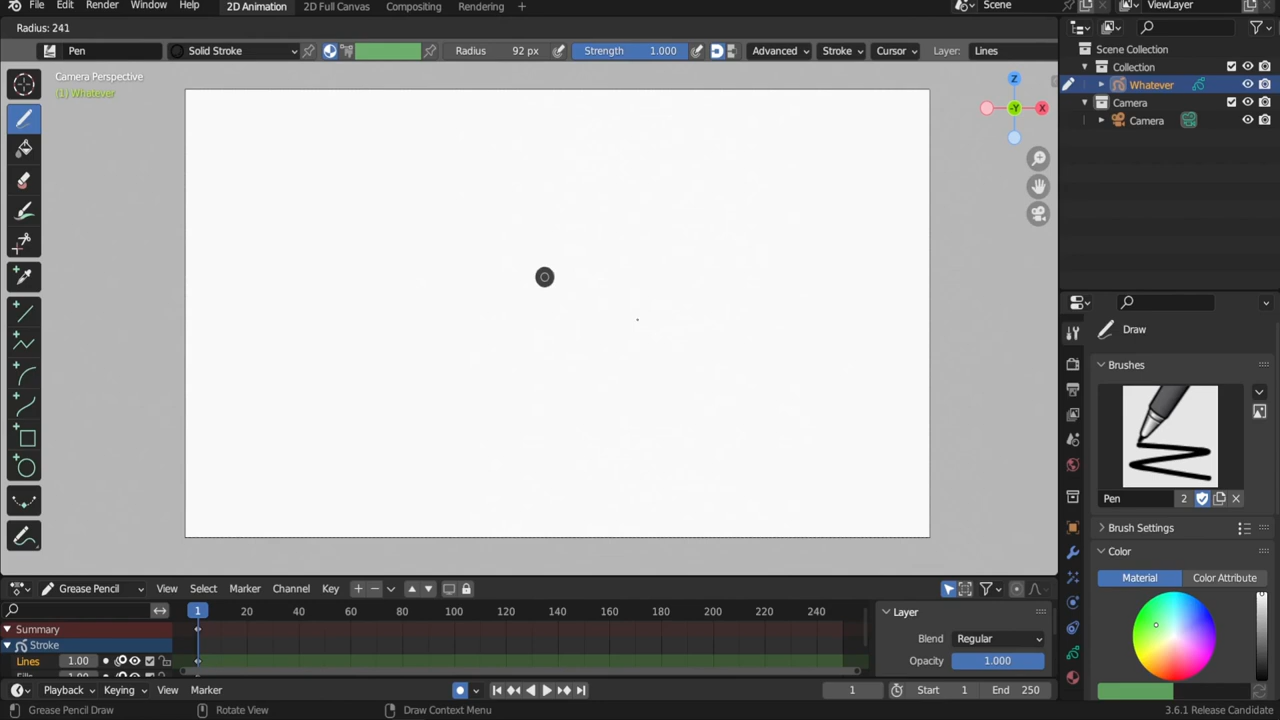 File Edit Render Window Help 2D Animation 2D Full Canvas Compositing Rendering + Scene ViewLayer
Radius: 241
Pen Solid Stroke Radius 92 px Strength 1.000 Advanced Stroke Cursor Layer: Lines
Camera Perspective
(1) Whatever
Z
-Y
X
Scene Collection
Collection
Whatever
Camera
Camera
Draw
Brushes
Pen 2
Brush Settings
Color
Material Color Attribute
Grease Pencil View Select Marker Channel Key
1 20 40 60 80 100 120 140 160 180 200 220 240
Summary
Stroke
Lines 1.00
Layer
Blend Regular
Opacity 1.000
Playback Keying View Marker 1 Start 1 End 250
Grease Pencil Draw Rotate View Draw Context Menu 3.6.1 Release Candidate